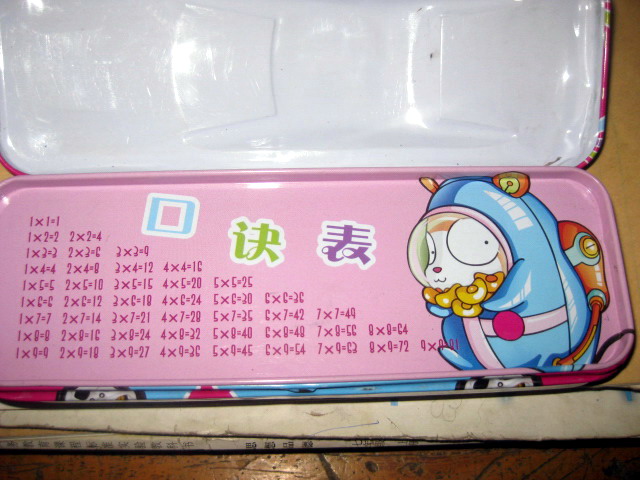 口诀表
1×1=1
1×2=2 2×2=4
1×3=3 2×3=6 3×3=9
1×4=4 2×4=8 3×4=12 4×4=16
1×5=5 2×5=10 3×5=15 4×5=20 5×5=25
1×6=6 2×6=12 3×6=18 4×6=24 5×6=30 6×6=36
1×7=7 2×7=14 3×7=21 4×7=28 5×7=35 6×7=42 7×7=49
1×8=8 2×8=16 3×8=24 4×8=32 5×8=40 6×8=48 7×8=56 8×8=64
1×9=9 2×9=18 3×9=27 4×9=36 5×9=45 6×9=54 7×9=63 8×9=72 9×9=81